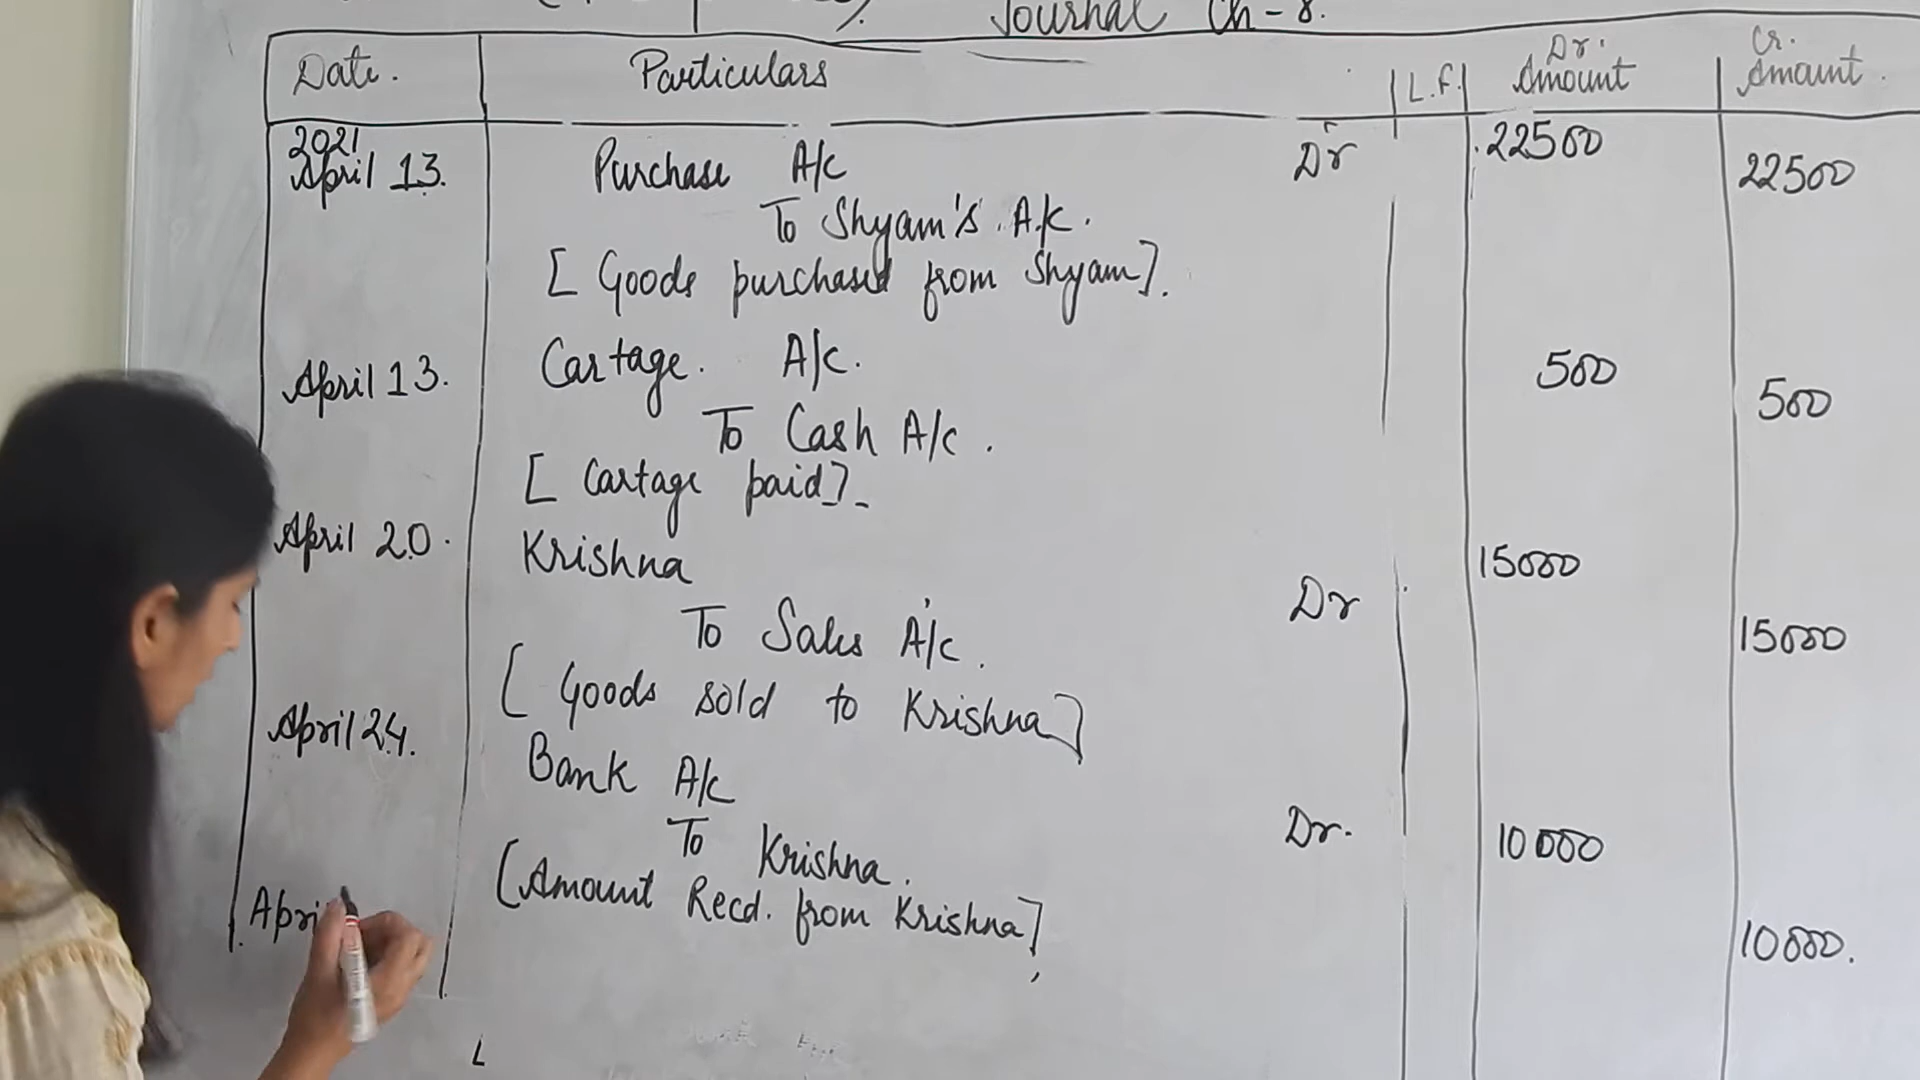 Journal Ch-8.
Date. Particulars L.F. Dr. Amount Cr. Amount.
2021
April 13. Purchase A/c Dr 22500
To Shyam's A/c. 22500
[ Goods purchased from Shyam].
April 13. Cartage. A/c. 500
To Cash A/c. 500
[ Cartage paid]
April 20. Krishna Dr 15000
To Sales A/c. 15000
[ Goods sold to Krishna]
April 24. Bank A/c Dr. 10000
To Krishna. 10000.
(Amount Recd. from Krishna]
Apri